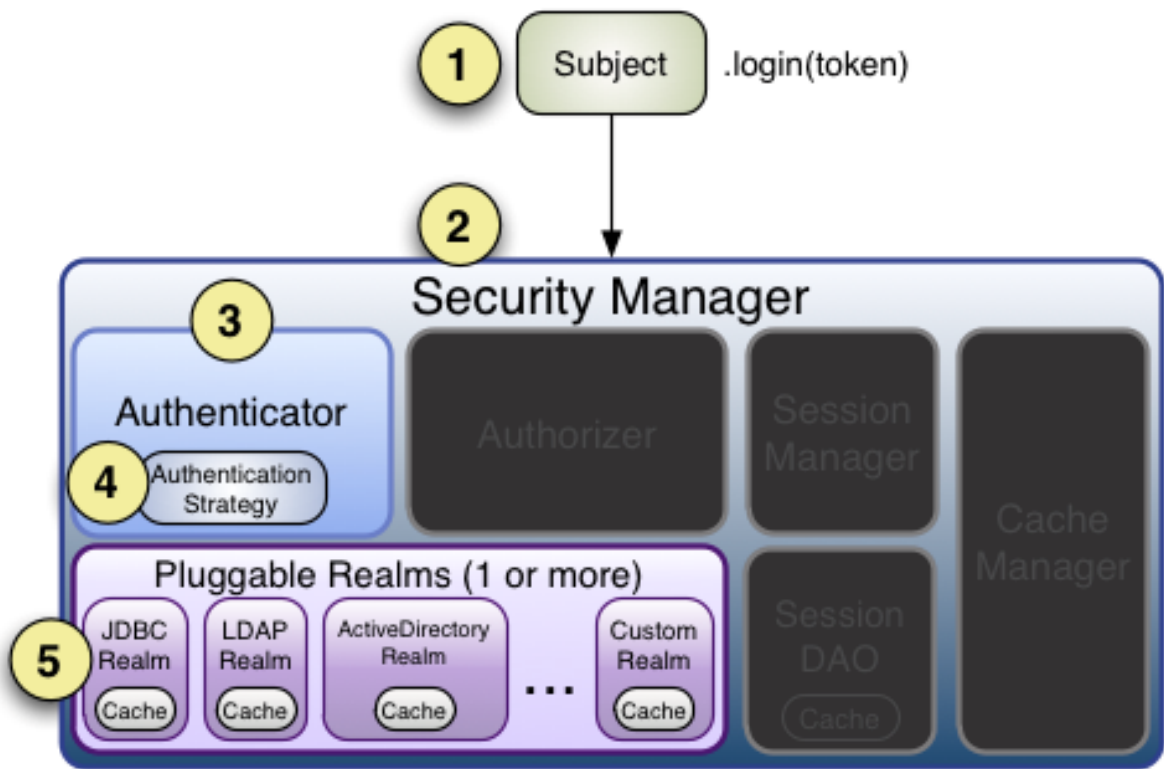 1
Subject
.login(token)
2
Security Manager
3
Authenticator
4
Authentication
Strategy
Authorizer
Session
Manager
Cache
Manager
Pluggable Realms (1 or more)
5
JDBC
Realm
Cache
LDAP
Realm
Cache
ActiveDirectory
Realm
Cache
...
Custom
Realm
Cache
Session
DAO
Cache